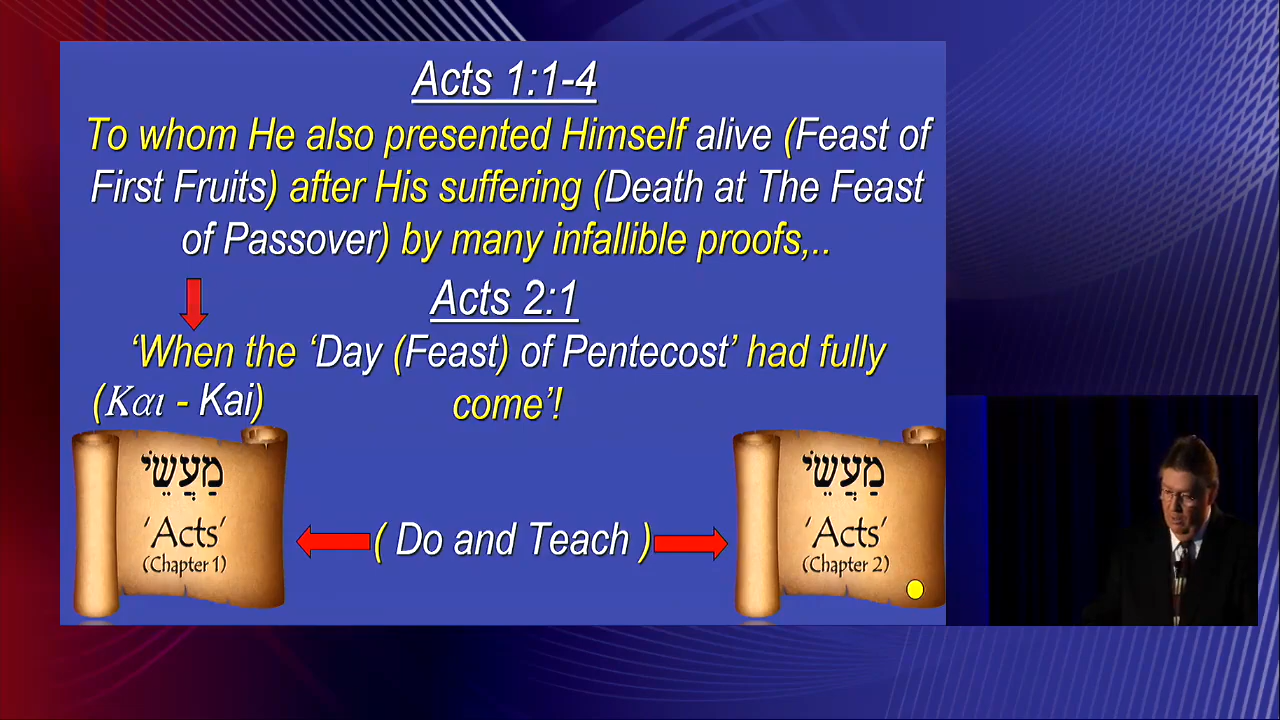 Acts 1:1-4
To whom He also presented Himself alive (Feast of
First Fruits) after His suffering (Death at The Feast
of Passover) by many infallible proofs,..
Acts 2:1
‘When the ‘Day (Feast) of Pentecost’ had fully
come’!
(Και - Kai)
מַעֲשֵׂי
‘Acts’
(Chapter 1)
( Do and Teach )
מַעֲשֵׂי
‘Acts’
(Chapter 2)